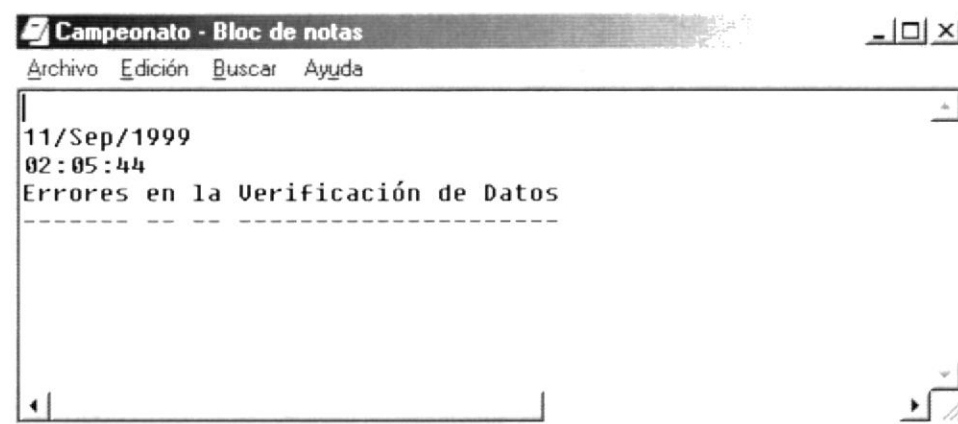 Campeonato - Bloc de notas
Archivo Edición Buscar Ayuda
11/Sep/1999
02:05:44
Errores en la Verificación de Datos
------- -- -- ---------------------